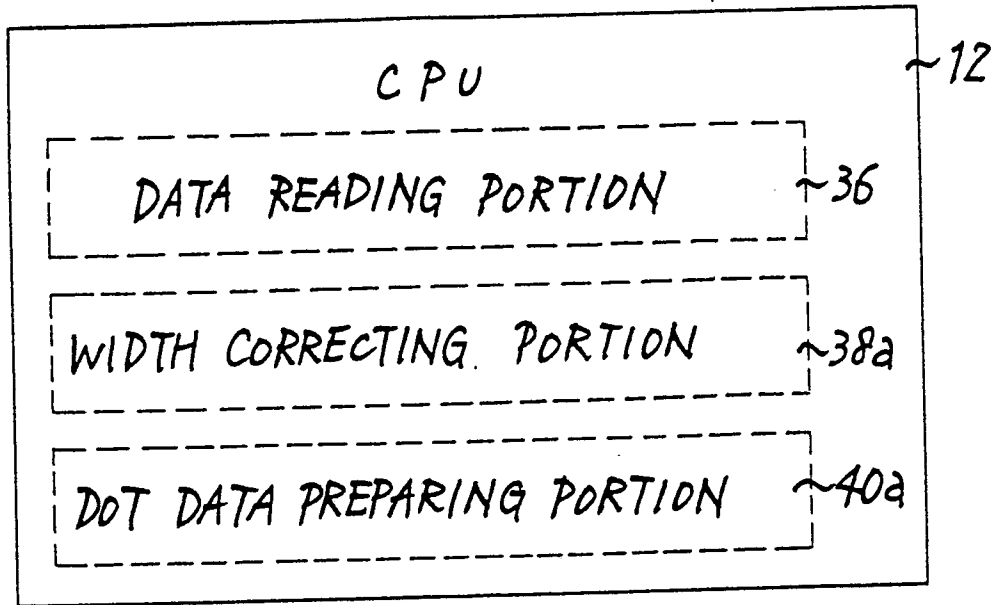 CPU ~12
DATA READING PORTION ~36
WIDTH CORRECTING. PORTION ~38a
DOT DATA PREPARING PORTION ~40a